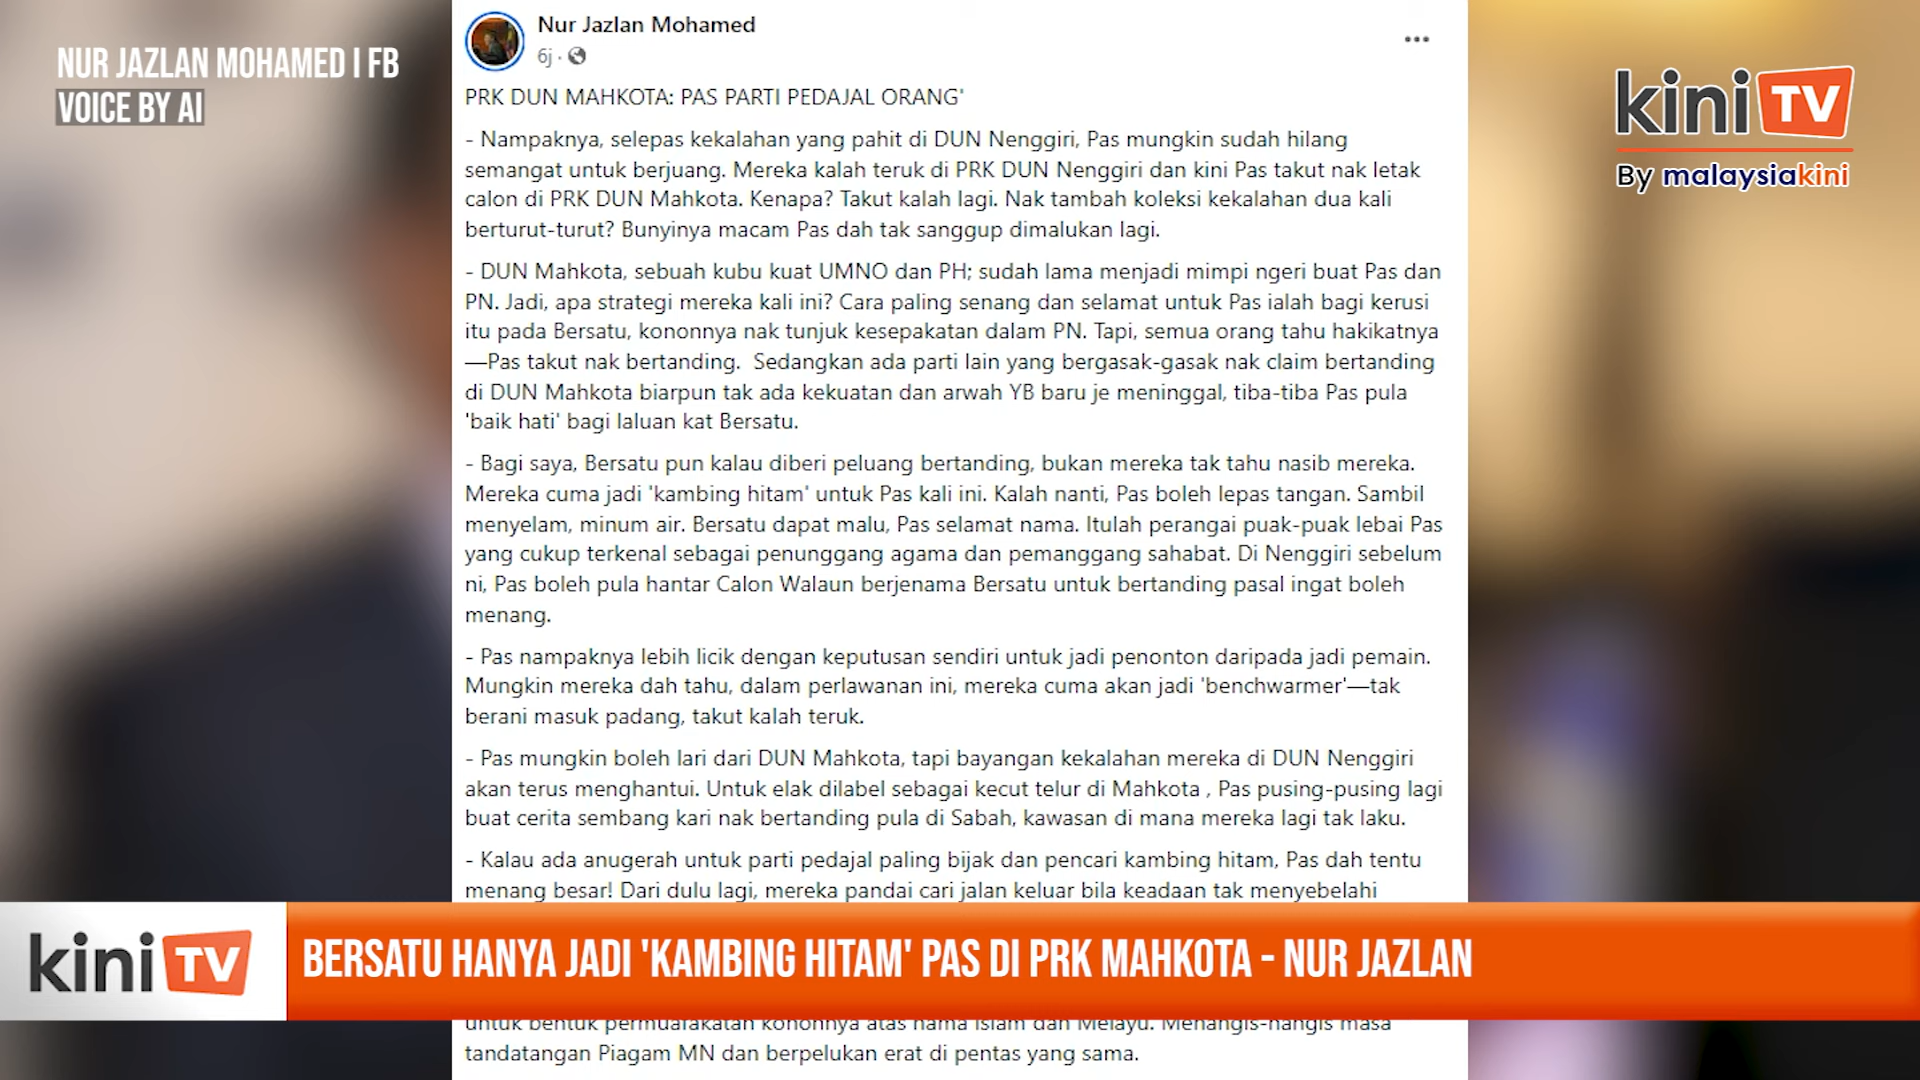 NUR JAZLAN MOHAMED I FB
VOICE BY AI
Nur Jazlan Mohamed
6j ·
kini TV
By malaysiakini
PRK DUN MAHKOTA: PAS PARTI PEDAJAL ORANG'
- Nampaknya, selepas kekalahan yang pahit di DUN Nenggiri, Pas mungkin sudah hilang
semangat untuk berjuang. Mereka kalah teruk di PRK DUN Nenggiri dan kini Pas takut nak letak
calon di PRK DUN Mahkota. Kenapa? Takut kalah lagi. Nak tambah koleksi kekalahan dua kali
berturut-turut? Bunyinya macam Pas dah tak sanggup dimalukan lagi.
- DUN Mahkota, sebuah kubu kuat UMNO dan PH; sudah lama menjadi mimpi ngeri buat Pas dan
PN. Jadi, apa strategi mereka kali ini? Cara paling senang dan selamat untuk Pas ialah bagi kerusi
itu pada Bersatu, kononnya nak tunjuk kesepakatan dalam PN. Tapi, semua orang tahu hakikatnya
—Pas takut nak bertanding.  Sedangkan ada parti lain yang bergasak-gasak nak claim bertanding
di DUN Mahkota biarpun tak ada kekuatan dan arwah YB baru je meninggal, tiba-tiba Pas pula
'baik hati' bagi laluan kat Bersatu.
- Bagi saya, Bersatu pun kalau diberi peluang bertanding, bukan mereka tak tahu nasib mereka.
Mereka cuma jadi 'kambing hitam' untuk Pas kali ini. Kalah nanti, Pas boleh lepas tangan. Sambil
menyelam, minum air. Bersatu dapat malu, Pas selamat nama. Itulah perangai puak-puak lebai Pas
yang cukup terkenal sebagai penunggang agama dan pemanggang sahabat. Di Nenggiri sebelum
ni, Pas boleh pula hantar Calon Walaun berjenama Bersatu untuk bertanding pasal ingat boleh
menang.
- Pas nampaknya lebih licik dengan keputusan sendiri untuk jadi penonton daripada jadi pemain.
Mungkin mereka dah tahu, dalam perlawanan ini, mereka cuma akan jadi 'benchwarmer'—tak
berani masuk padang, takut kalah teruk.
- Pas mungkin boleh lari dari DUN Mahkota, tapi bayangan kekalahan mereka di DUN Nenggiri
akan terus menghantui. Untuk elak dilabel sebagai kecut telur di Mahkota , Pas pusing-pusing lagi
buat cerita sembang kari nak bertanding pula di Sabah, kawasan di mana mereka lagi tak laku.
- Kalau ada anugerah untuk parti pedajal paling bijak dan pencari kambing hitam, Pas dah tentu
menang besar! Dari dulu lagi, mereka pandai cari jalan keluar bila keadaan tak menyebelahi
kini TV
BERSATU HANYA JADI 'KAMBING HITAM' PAS DI PRK MAHKOTA - NUR JAZLAN
untuk bentuk permuafakatan kononnya atas nama Islam dan Melayu. Menangis-nangis masa
tandatangan Piagam MN dan berpelukan erat di pentas yang sama.